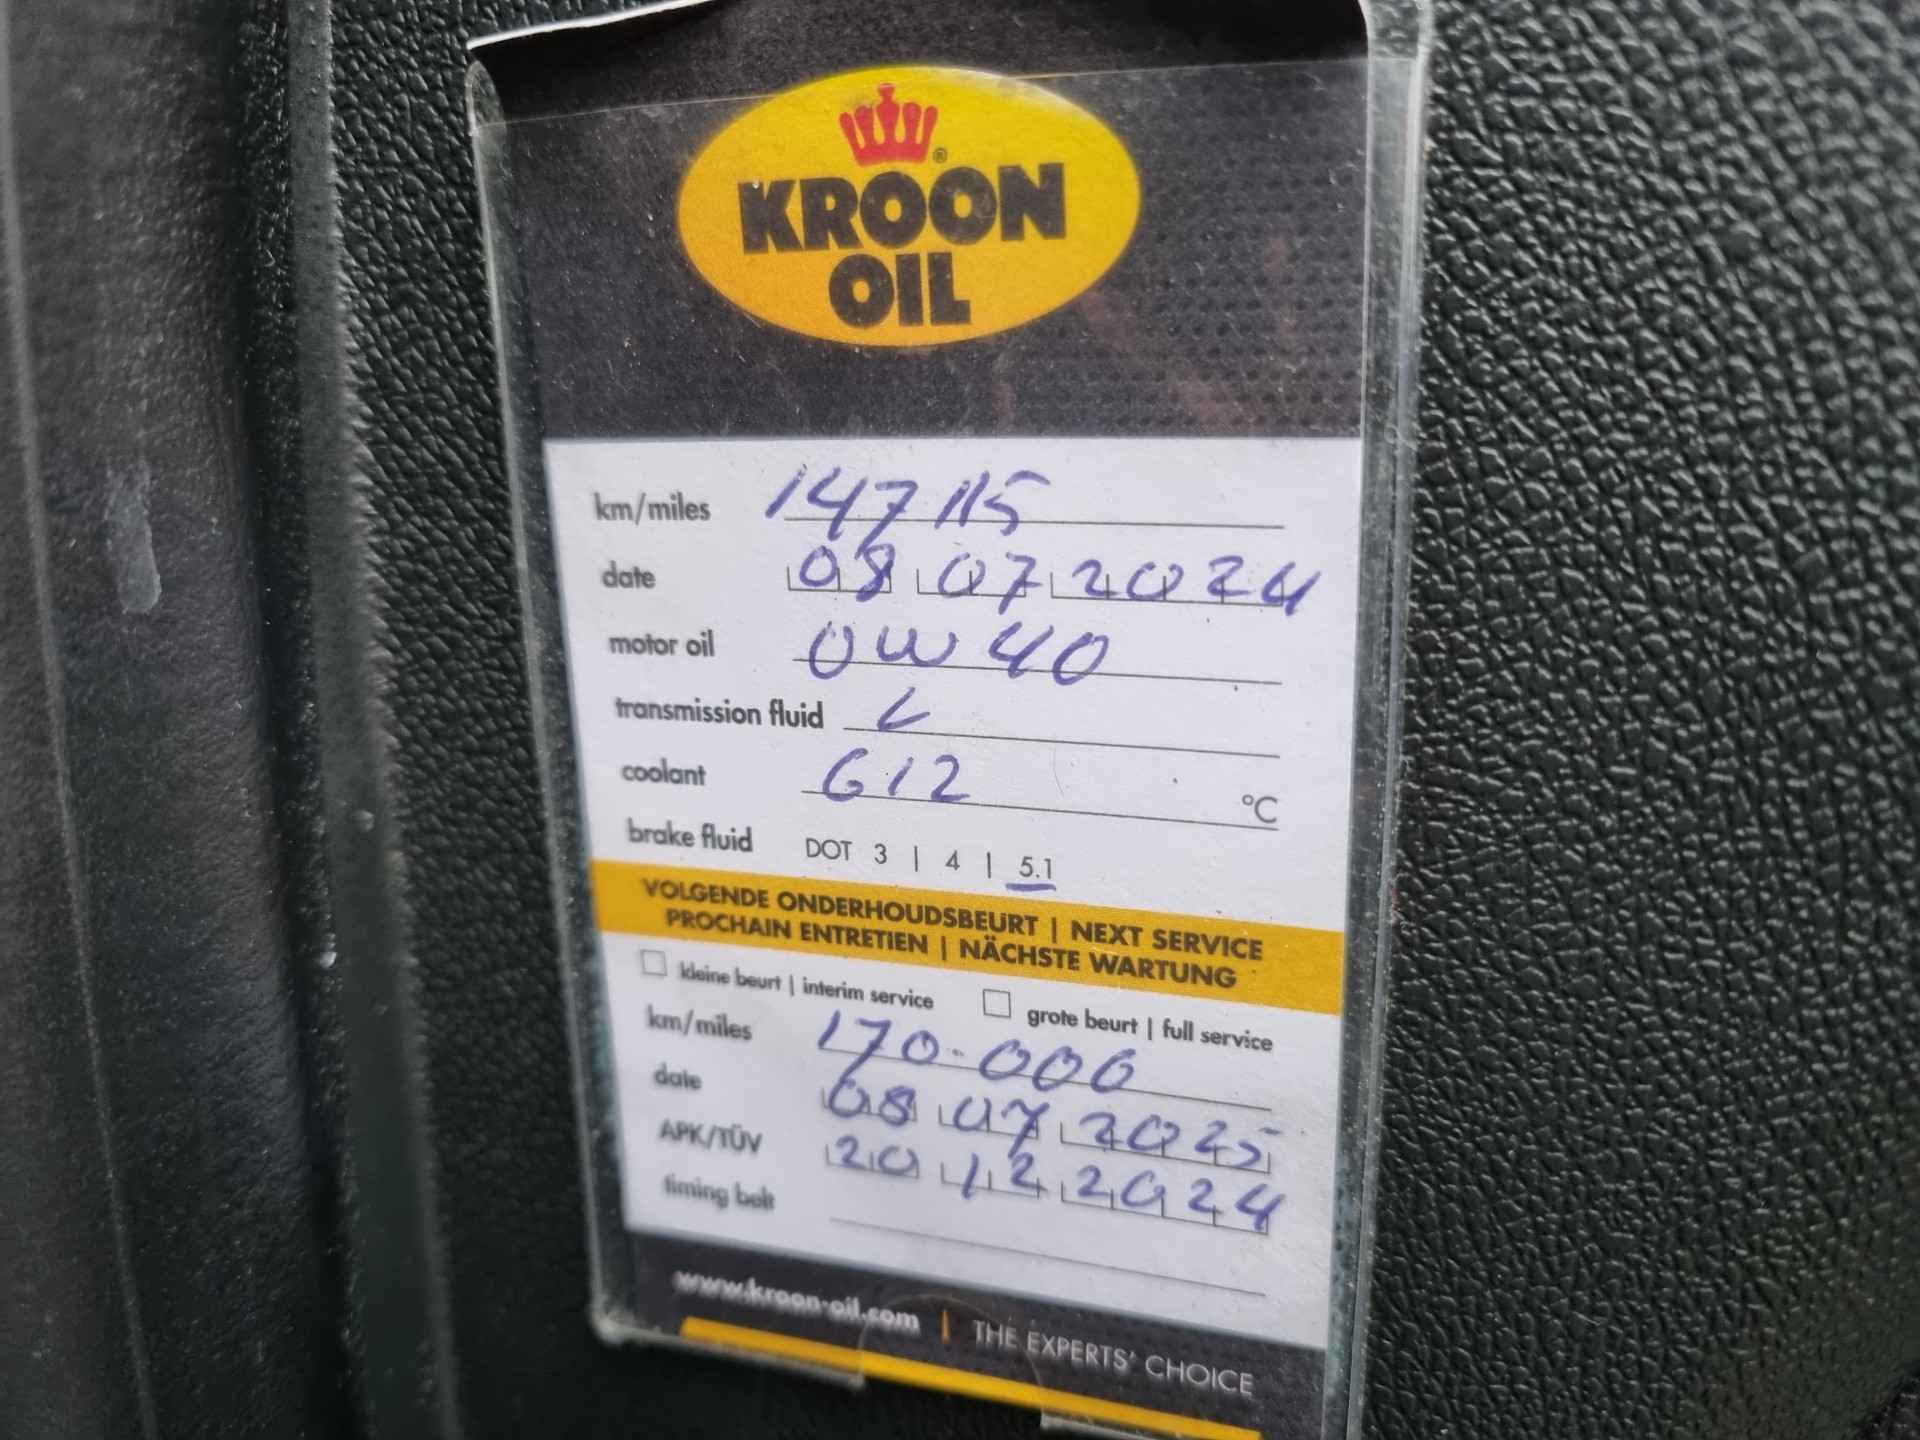 KROON
OIL
km/miles 147115
date 08 07 2024
motor oil 0W40
transmission fluid
coolant G12 °C
brake fluid DOT 3 | 4 | 5.1
VOLGENDE ONDERHOUDSBEURT | NEXT SERVICE
PROCHAIN ENTRETIEN | NÄCHSTE WARTUNG
kleine beurt | interim service grote beurt | full service
km/miles 170.000
date 08 07 2025
APK/TÜV 20 12 2024
timing belt
www.kroon-oil.com | THE EXPERTS' CHOICE